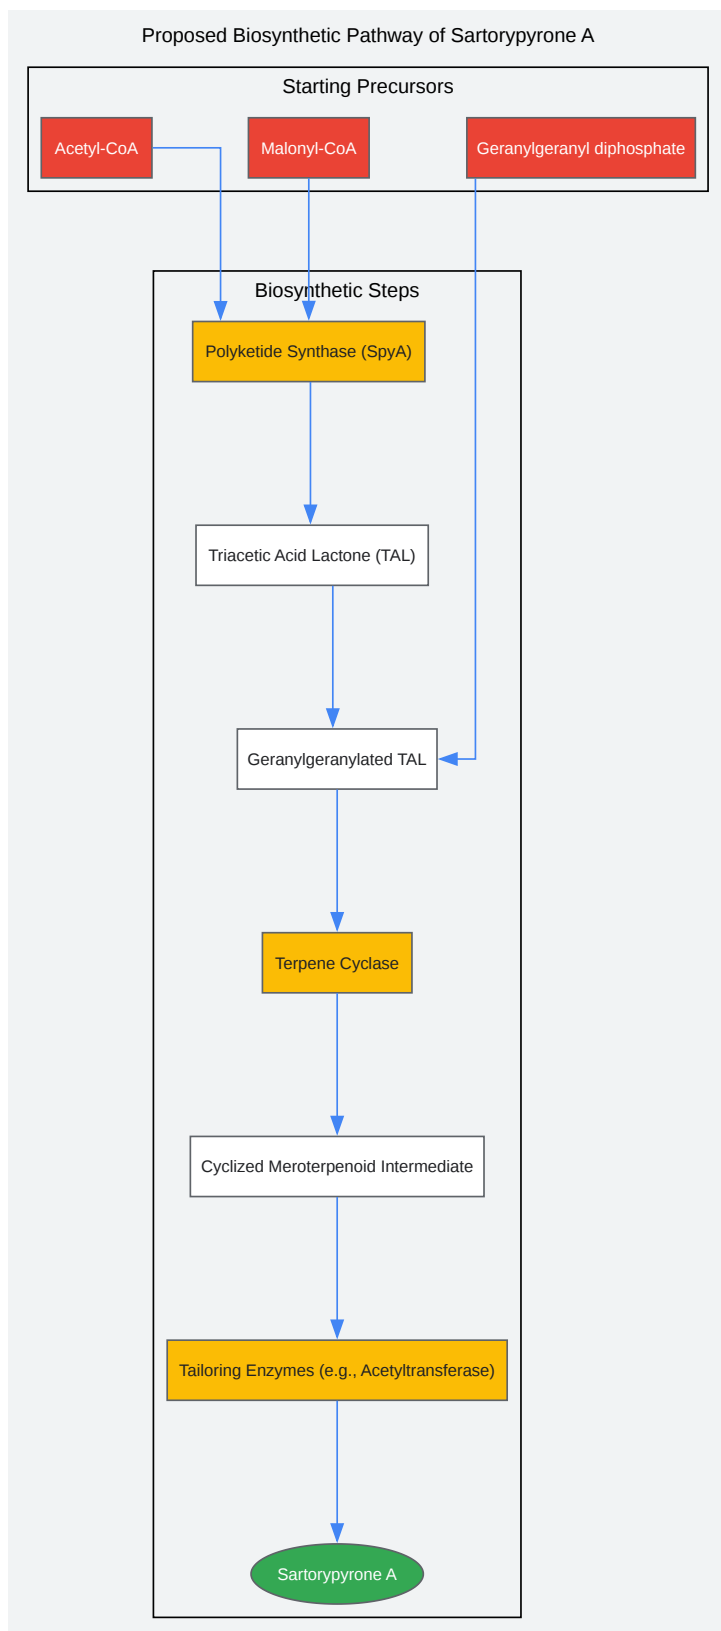 Proposed Biosynthetic Pathway of Sartorypyrone A
Starting Precursors
Acetyl-CoA
Malonyl-CoA
Geranylgeranyl diphosphate
Biosynthetic Steps
Polyketide Synthase (SpyA)
Triacetic Acid Lactone (TAL)
Geranylgeranylated TAL
Terpene Cyclase
Cyclized Meroterpenoid Intermediate
Tailoring Enzymes (e.g., Acetyltransferase)
Sartorypyrone A